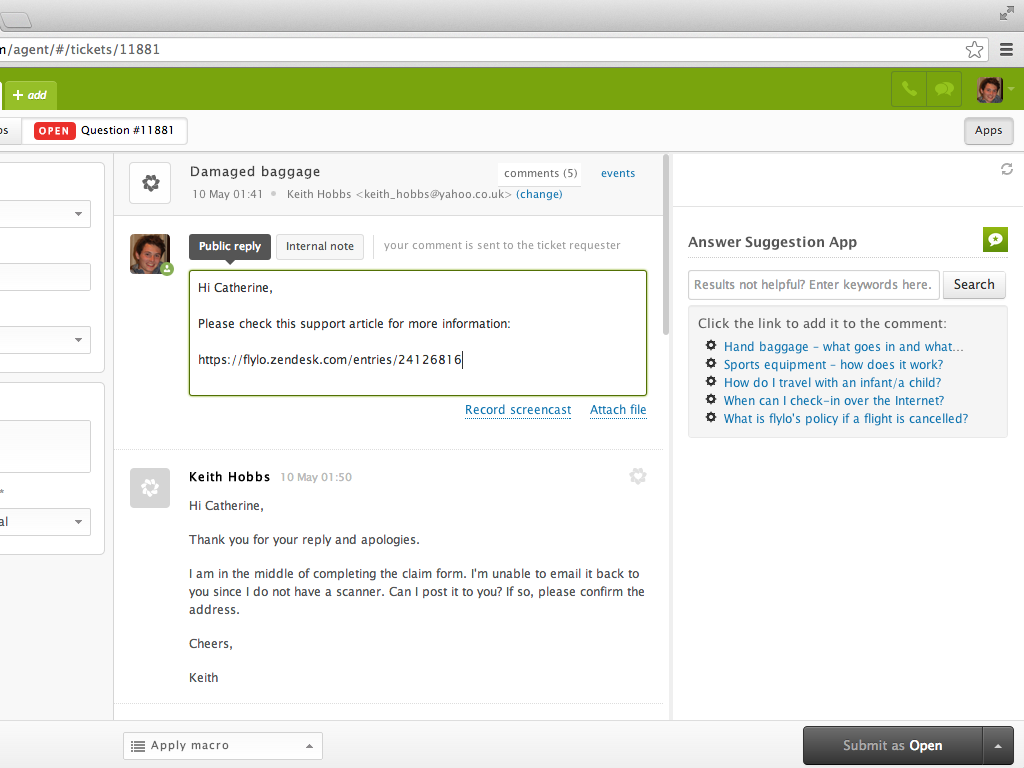 m/agent/#/tickets/11881
+ add
os
OPEN Question #11881
Apps
Damaged baggage
comments (5)
events
10 May 01:41 • Keith Hobbs <keith_hobbs@yahoo.co.uk> (change)
Public reply
Internal note
your comment is sent to the ticket requester
Hi Catherine,
Please check this support article for more information:
https://flylo.zendesk.com/entries/24126816
Record screencast
Attach file
Keith Hobbs 10 May 01:50
Hi Catherine,
Thank you for your reply and apologies.
I am in the middle of completing the claim form. I'm unable to email it back to
you since I do not have a scanner. Can I post it to you? If so, please confirm the
address.
Cheers,
Keith
*
al
Answer Suggestion App
Results not helpful? Enter keywords here.
Search
Click the link to add it to the comment:
Hand baggage - what goes in and what...
Sports equipment - how does it work?
How do I travel with an infant/a child?
When can I check-in over the Internet?
What is flylo's policy if a flight is cancelled?
Apply macro
Submit as Open